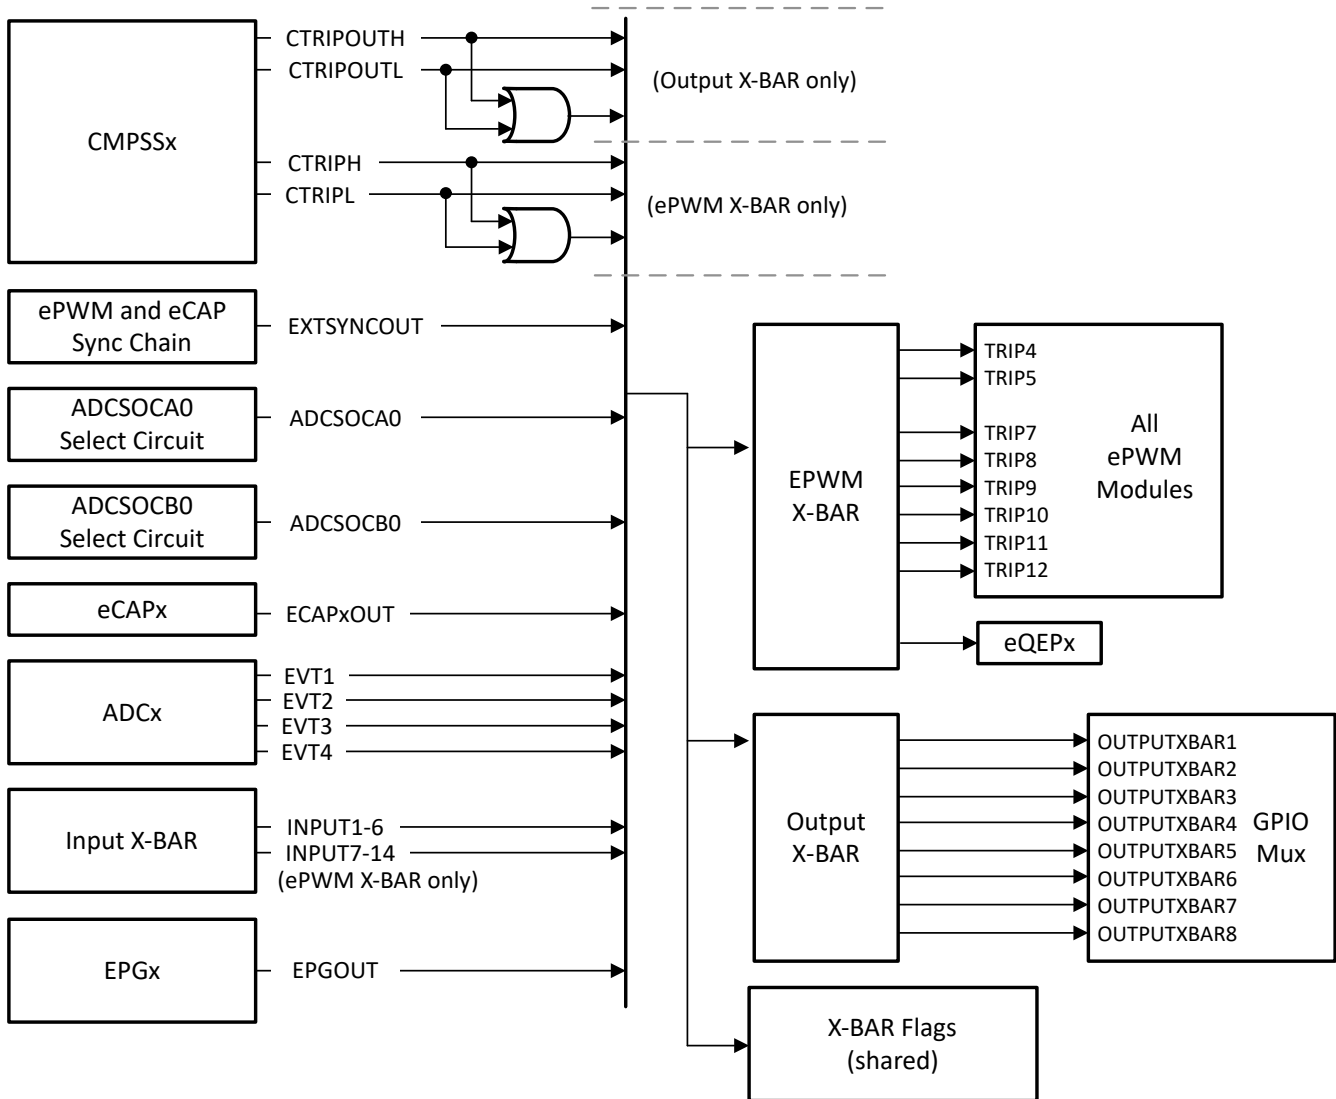 CMPSSx
CTRIPOUTH
CTRIPOUTL
(Output X-BAR only)
CTRIPH
CTRIPL
(ePWM X-BAR only)
ePWM and eCAP
Sync Chain
EXTSYNCOUT
ADCSOCA0
Select Circuit
ADCSOCA0
ADCSOCB0
Select Circuit
ADCSOCB0
eCAPx
ECAPxOUT
ADCx
EVT1
EVT2
EVT3
EVT4
Input X-BAR
INPUT1-6
INPUT7-14
(ePWM X-BAR only)
EPGx
EPGOUT
EPWM
X-BAR
TRIP4
TRIP5
TRIP7
TRIP8
TRIP9
TRIP10
TRIP11
TRIP12
All
ePWM
Modules
eQEPx
Output
X-BAR
OUTPUTXBAR1
OUTPUTXBAR2
OUTPUTXBAR3
OUTPUTXBAR4
OUTPUTXBAR5
OUTPUTXBAR6
OUTPUTXBAR7
OUTPUTXBAR8
GPIO
Mux
X-BAR Flags
(shared)